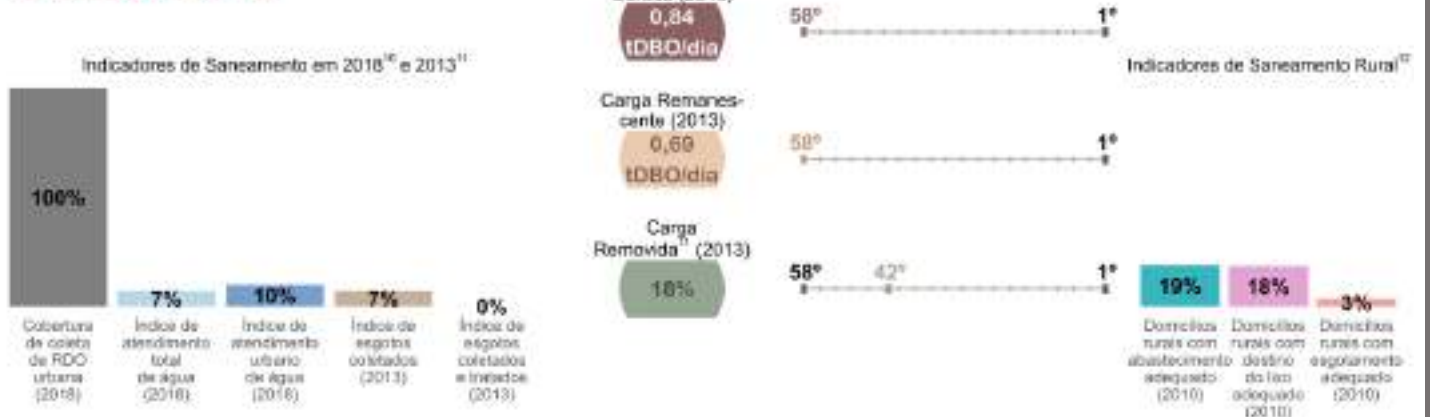 0,84
tDBO/dia
58º
1º
Indicadores de Saneamento em 2018 e 2013¹¹
100%
7%
10%
7%
0%
Cobertura
de coleta
de RDO
urbana
(2018)
Índice de
atendimento
total
de água
(2018)
Índice de
atendimento
urbano
de água
(2018)
Índice de
esgotos
coletados
(2013)
Índice de
esgotos
coletados
e tratados
(2013)
Carga Remanes-
cente (2013)
0,69
tDBO/dia
58º
1º
Carga
Removida¹¹ (2013)
18%
58º
42º
1º
Indicadores de Saneamento Rural¹²
19%
18%
3%
Domicílios
rurais com
abastecimento
adequado
(2010)
Domicílios
rurais com
destino
do lixo
adequado
(2010)
Domicílios
rurais com
esgotamento
adequado
(2010)